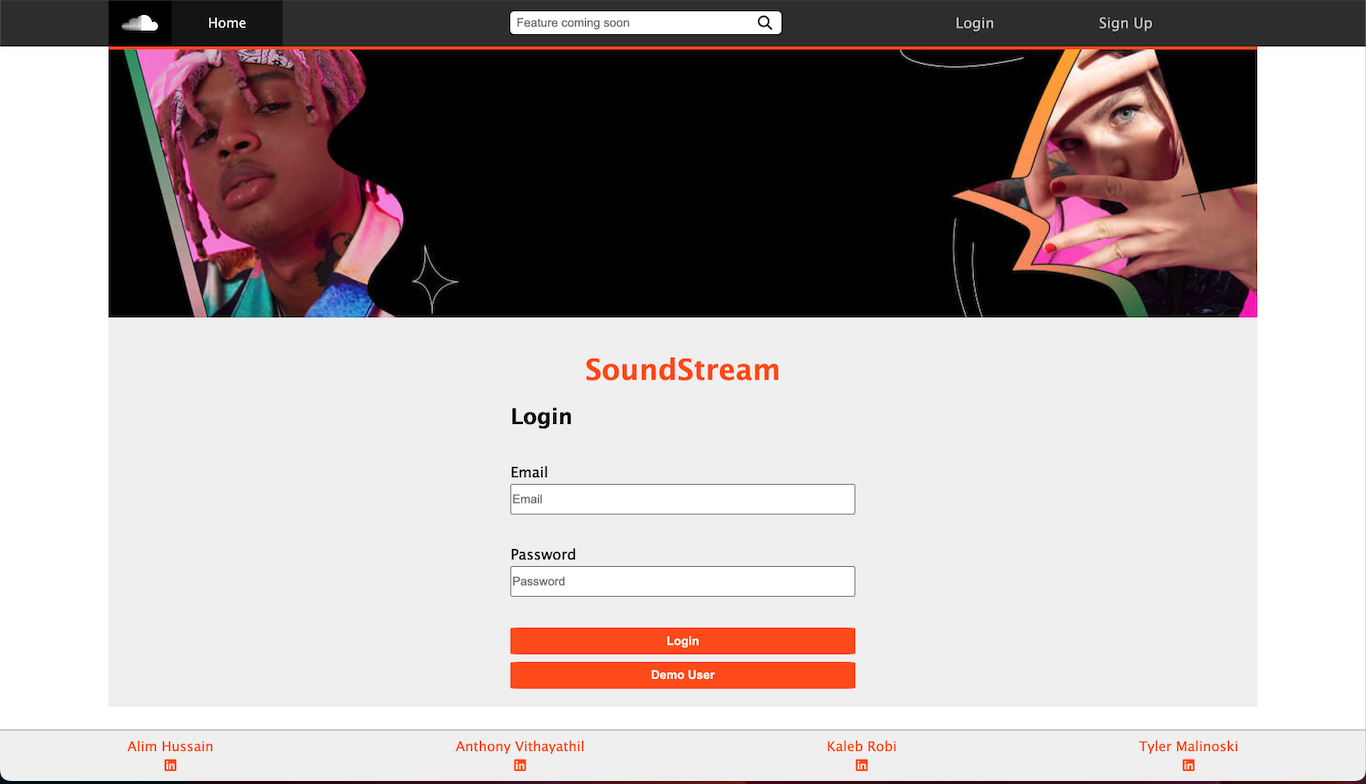 Home
Feature coming soon
Login
Sign Up
SoundStream
Login
Email
Email
Password
Password
Login
Demo User
Alim Hussain
Anthony Vithayathil
Kaleb Robi
Tyler Malinoski
in
in
in
in